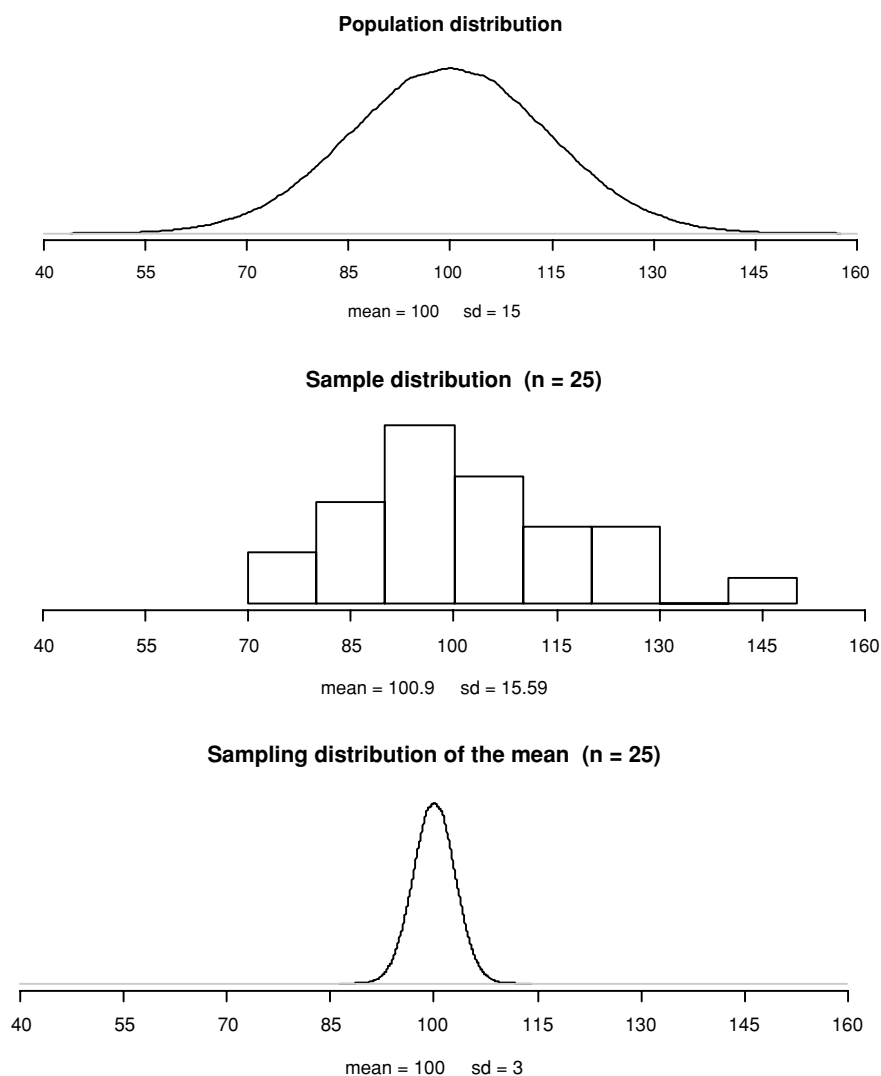 Population distribution
40 55 70 85 100 115 130 145 160
mean = 100 sd = 15
Sample distribution (n = 25)
40 55 70 85 100 115 130 145 160
mean = 100.9 sd = 15.59
Sampling distribution of the mean (n = 25)
40 55 70 85 100 115 130 145 160
mean = 100 sd = 3